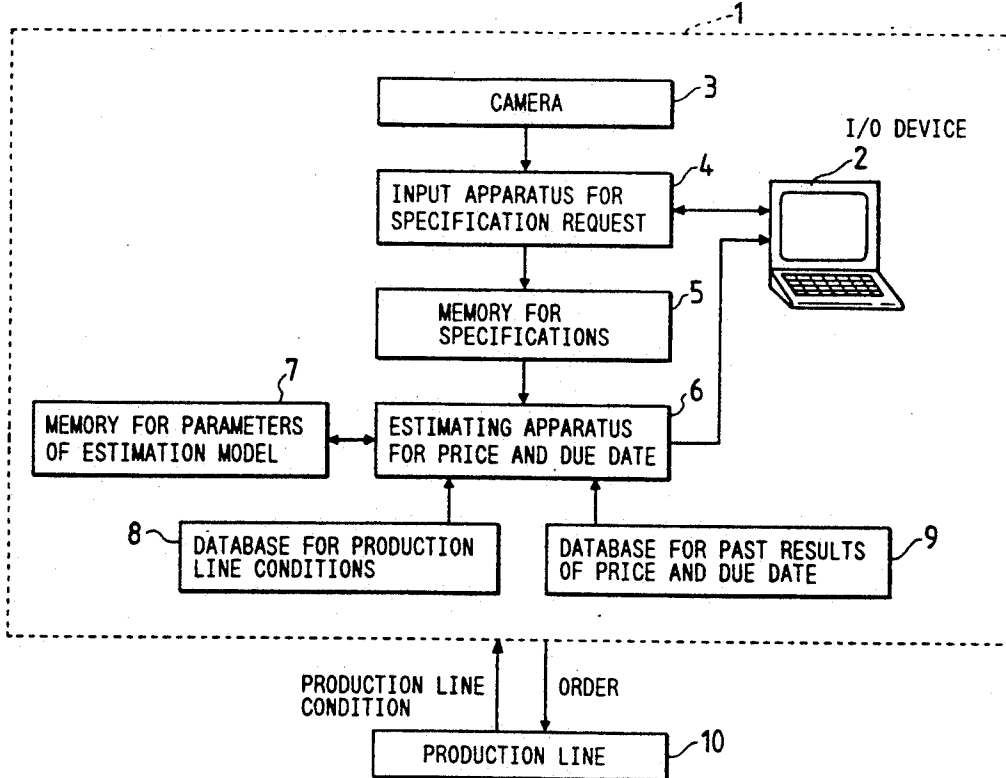 1
CAMERA
3
I/O DEVICE
2
INPUT APPARATUS FOR
SPECIFICATION REQUEST
4
MEMORY FOR
SPECIFICATIONS
5
7
MEMORY FOR PARAMETERS
OF ESTIMATION MODEL
6
ESTIMATING APPARATUS
FOR PRICE AND DUE DATE
8
DATABASE FOR PRODUCTION
LINE CONDITIONS
DATABASE FOR PAST RESULTS
OF PRICE AND DUE DATE
9
PRODUCTION LINE
CONDITION
ORDER
PRODUCTION LINE
10